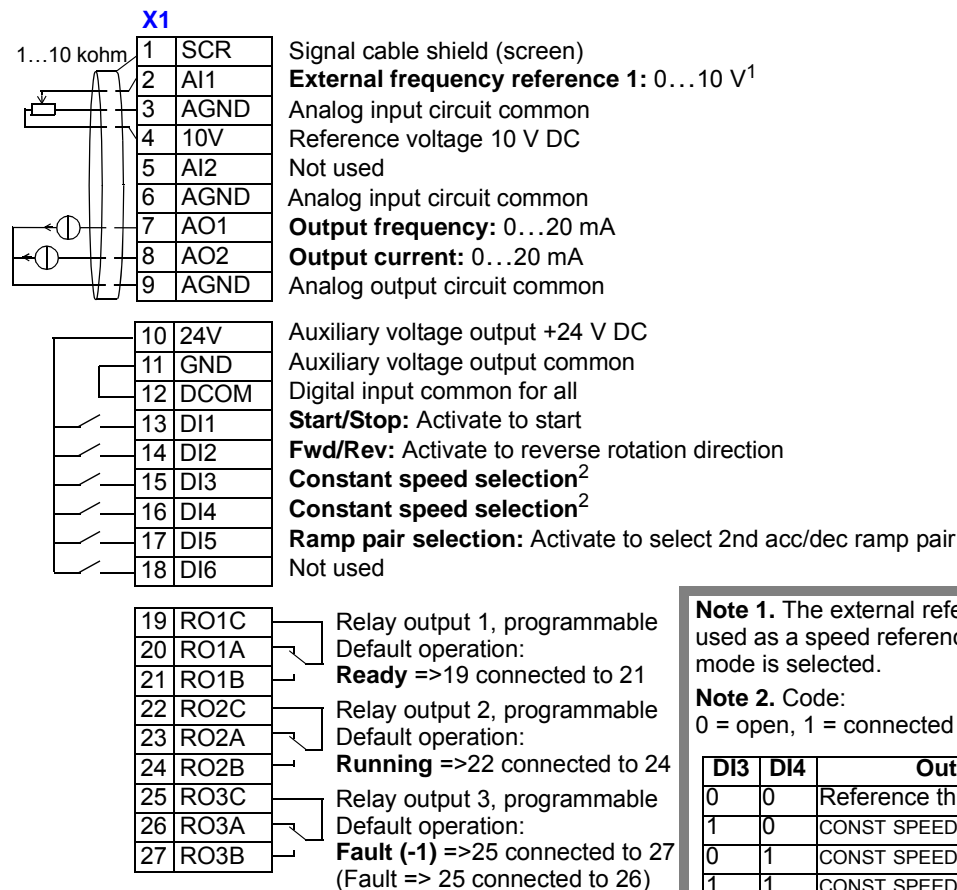 X1
1…10 kohm
1 SCR Signal cable shield (screen)
2 AI1 External frequency reference 1: 0…10 V1
3 AGND Analog input circuit common
4 10V Reference voltage 10 V DC
5 AI2 Not used
6 AGND Analog input circuit common
7 AO1 Output frequency: 0…20 mA
8 AO2 Output current: 0…20 mA
9 AGND Analog output circuit common
10 24V Auxiliary voltage output +24 V DC
11 GND Auxiliary voltage output common
12 DCOM Digital input common for all
13 DI1 Start/Stop: Activate to start
14 DI2 Fwd/Rev: Activate to reverse rotation direction
15 DI3 Constant speed selection2
16 DI4 Constant speed selection2
17 DI5 Ramp pair selection: Activate to select 2nd acc/dec ramp pair
18 DI6 Not used
19 RO1C Relay output 1, programmable
20 RO1A Default operation:
21 RO1B Ready =>19 connected to 21
22 RO2C Relay output 2, programmable
23 RO2A Default operation:
24 RO2B Running =>22 connected to 24
25 RO3C Relay output 3, programmable
26 RO3A Default operation:
27 RO3B Fault (-1) =>25 connected to 27
(Fault => 25 connected to 26)
Note 1. The external
used as a speed
mode is selected.
Note 2. Code:
0 = open, 1 = connected
DI3 DI4
0 0 Reference
1 0 CONST SPEED
0 1 CONST SPEED
1 1 CONST SPEED